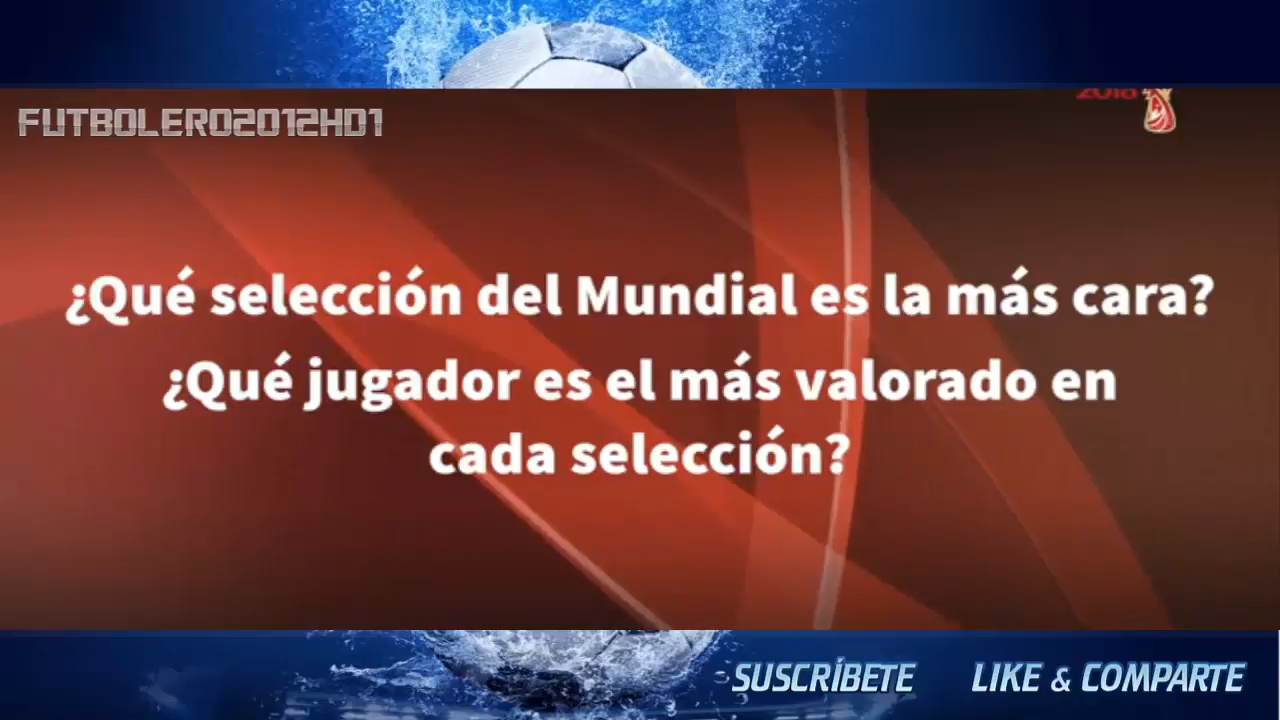 FUTBOLERO2012HD1
2018
¿Qué selección del Mundial es la más cara?
¿Qué jugador es el más valorado en
cada selección?
SUSCRÍBETE LIKE & COMPARTE